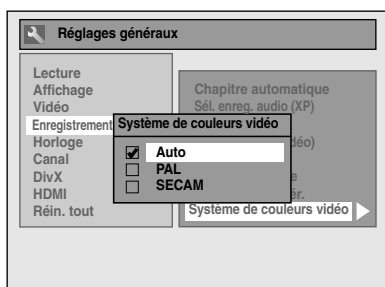 Réglages généraux
Lecture
Affichage
Vidéo
Enregistrement
Horloge
Canal
DivX
HDMI
Réin. tout
Chapitre automatique
Sél. enreg. audio (XP)
Système de couleurs vidéo
Auto
PAL
SECAM
Système de couleurs vidéo